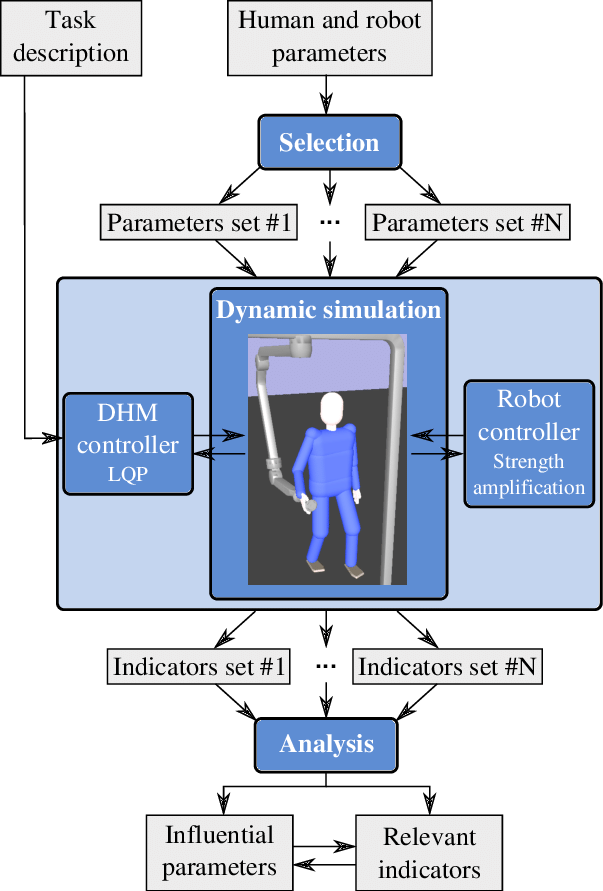 Task
description
Human and robot
parameters
Selection
Parameters set #1
...
Parameters set #N
Dynamic simulation
DHM
controller
LQP
Robot
controller
Strength
amplification
Indicators set #1
...
Indicators set #N
Analysis
Influential
parameters
Relevant
indicators